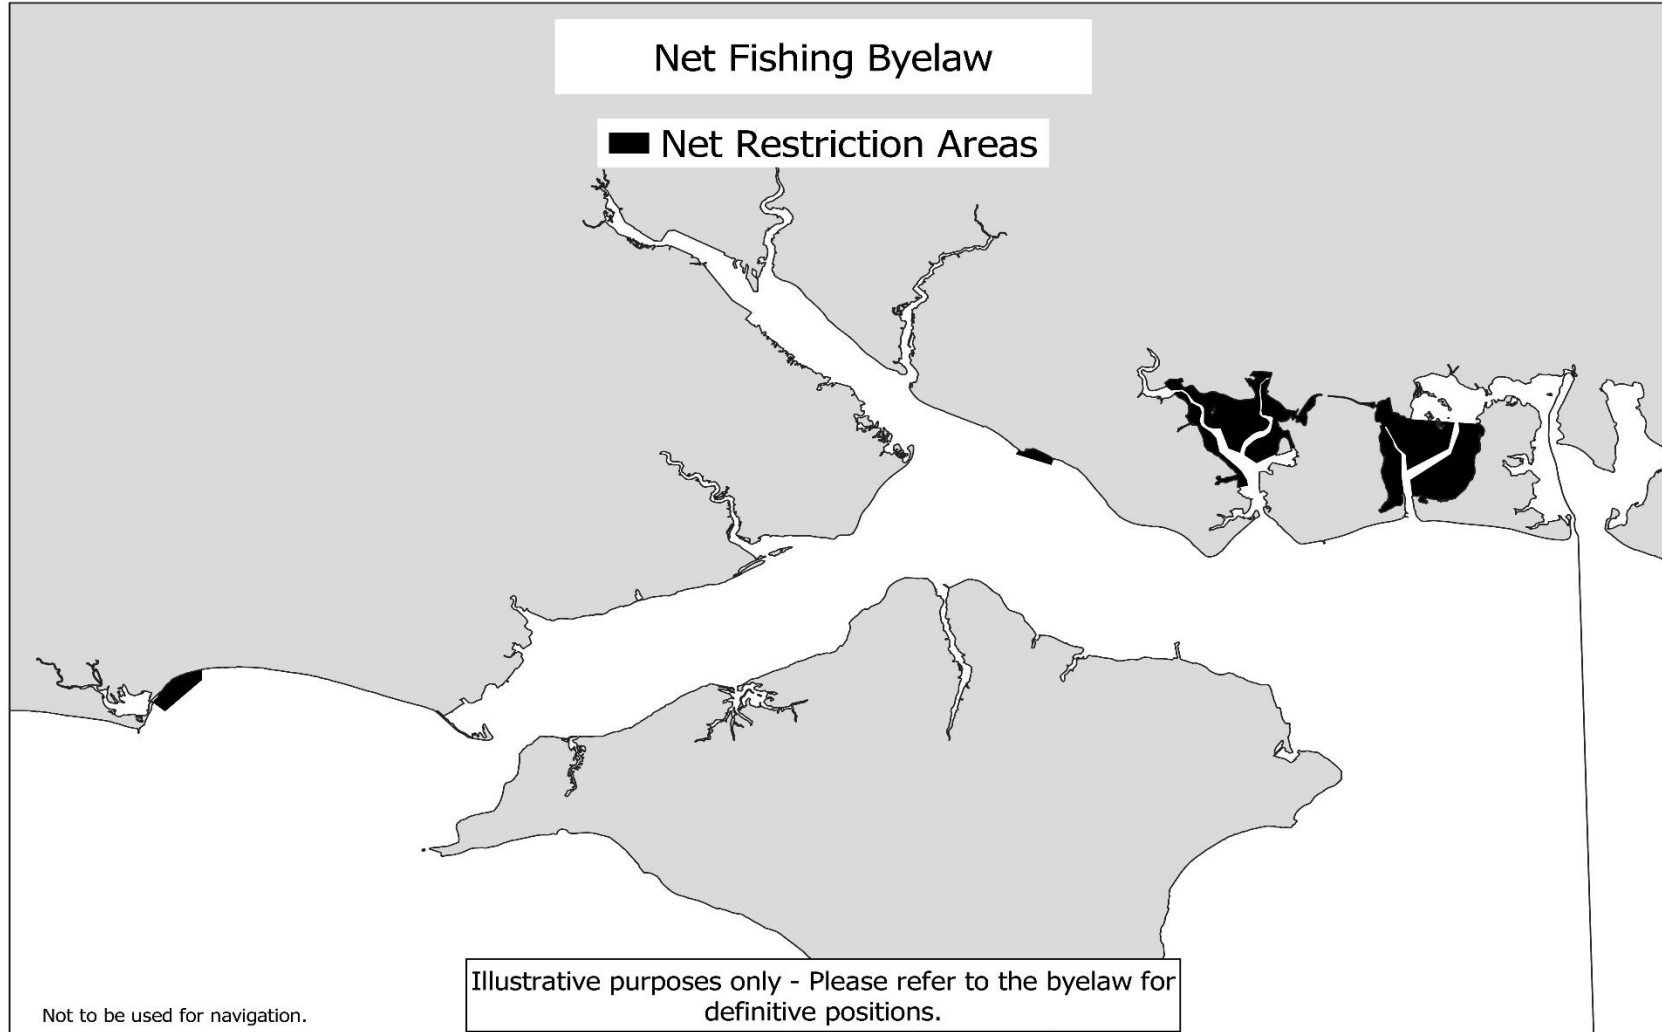 Net Fishing Byelaw
Net Restriction Areas
Illustrative purposes only - Please refer to the byelaw for
definitive positions.
Not to be used for navigation.